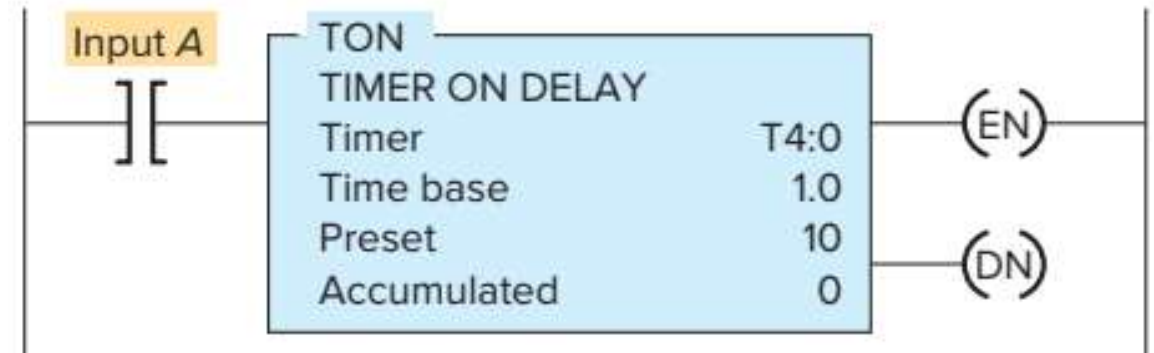 Input A
TON
TIMER ON DELAY
Timer T4:0
Time base 1.0
Preset 10
Accumulated 0
EN
DN